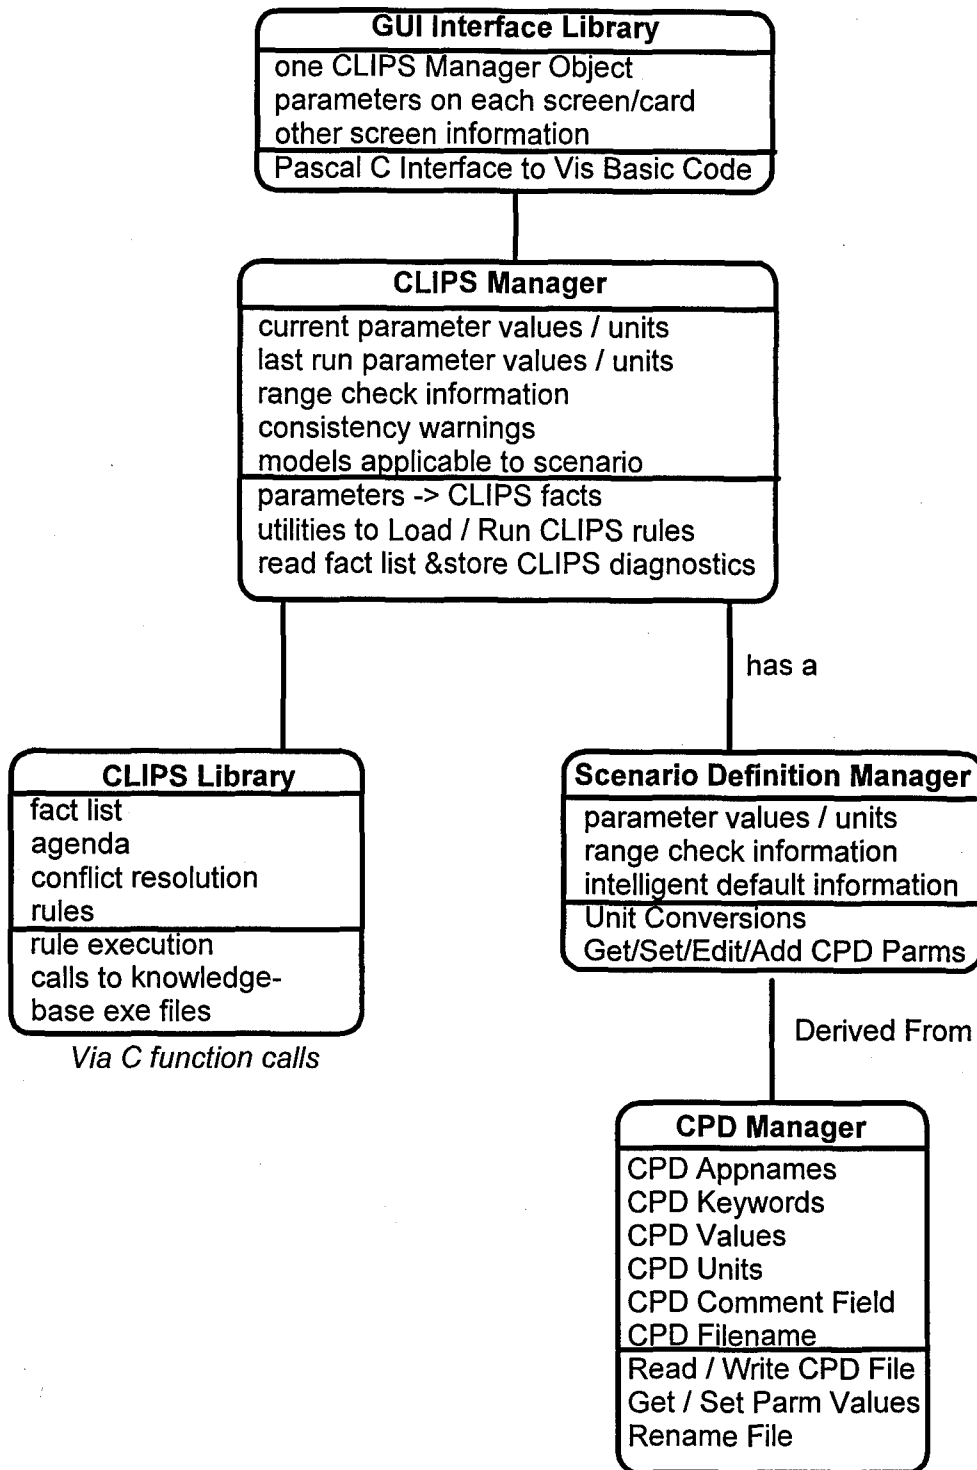 GUI Interface Library
one CLIPS Manager Object
parameters on each screen/card
other screen information
Pascal C Interface to Vis Basic Code
CLIPS Manager
current parameter values / units
last run parameter values / units
range check information
consistency warnings
models applicable to scenario
parameters -> CLIPS facts
utilities to Load / Run CLIPS rules
read fact list &store CLIPS diagnostics
has a
CLIPS Library
fact list
agenda
conflict resolution
rules
rule execution
calls to knowledge-
base exe files
Via C function calls
Scenario Definition Manager
parameter values / units
range check information
intelligent default information
Unit Conversions
Get/Set/Edit/Add CPD Parms
Derived From
CPD Manager
CPD Appnames
CPD Keywords
CPD Values
CPD Units
CPD Comment Field
CPD Filename
Read / Write CPD File
Get / Set Parm Values
Rename File